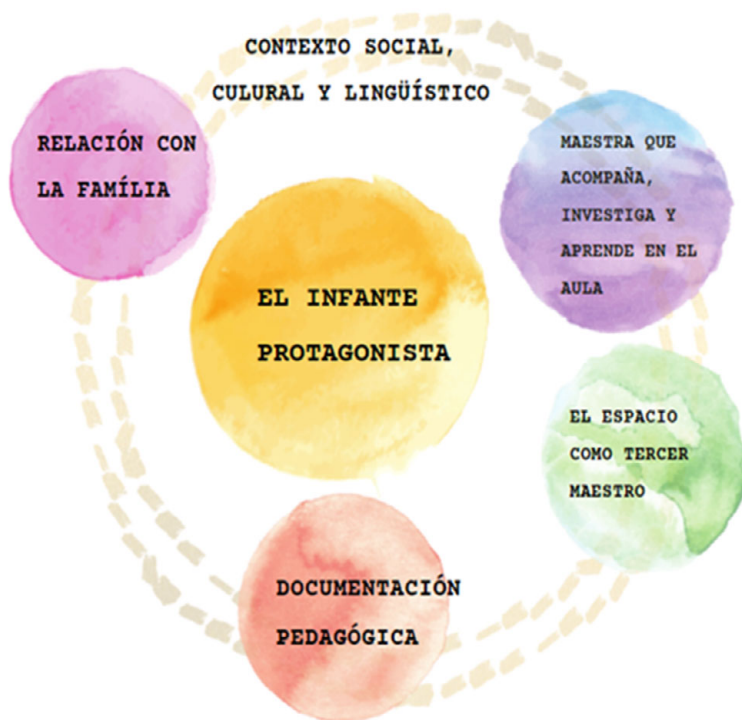 CONTEXTO SOCIAL,
CULURAL Y LINGÜÍSTICO
RELACIÓN CON
LA FAMÍLIA
MAESTRA QUE
ACOMPAÑA,
INVESTIGA Y
APRENDE EN EL
AULA
EL INFANTE
PROTAGONISTA
EL ESPACIO
COMO TERCER
MAESTRO
DOCUMENTACIÓN
PEDAGÓGICA